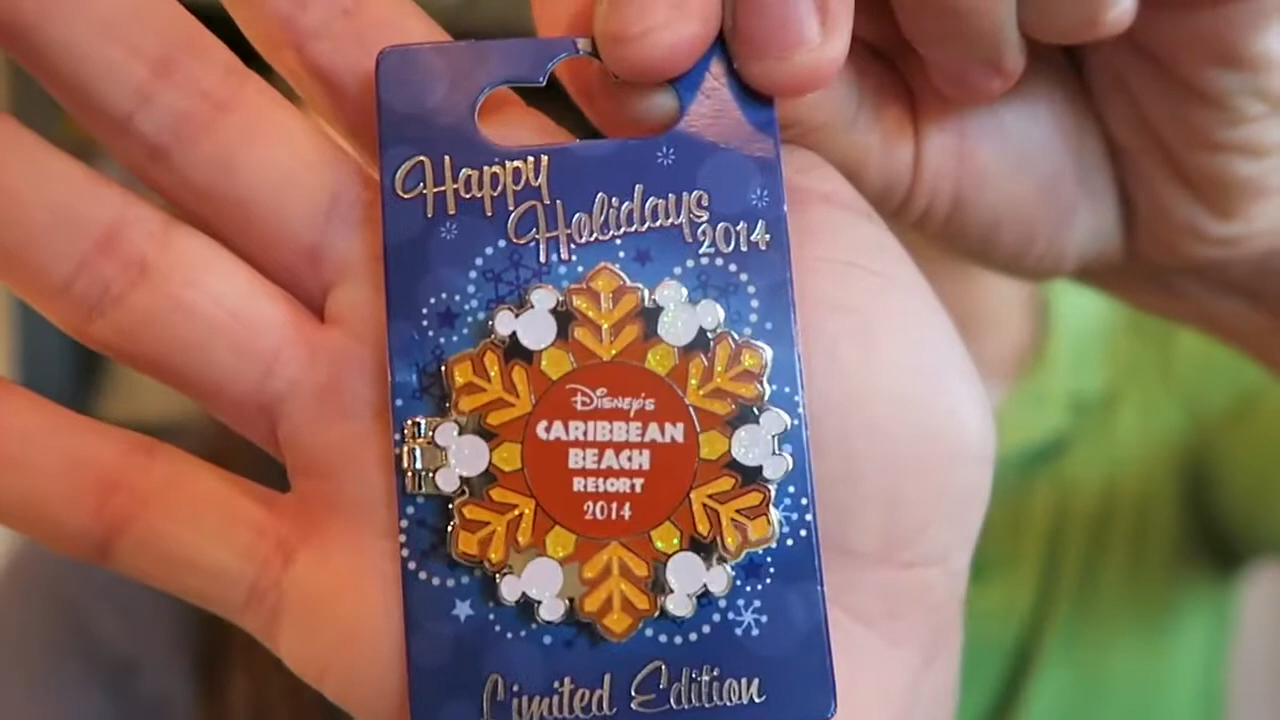 Happy
Holidays
2014
Disney's
CARIBBEAN
BEACH
RESORT
2014
Limited Edition